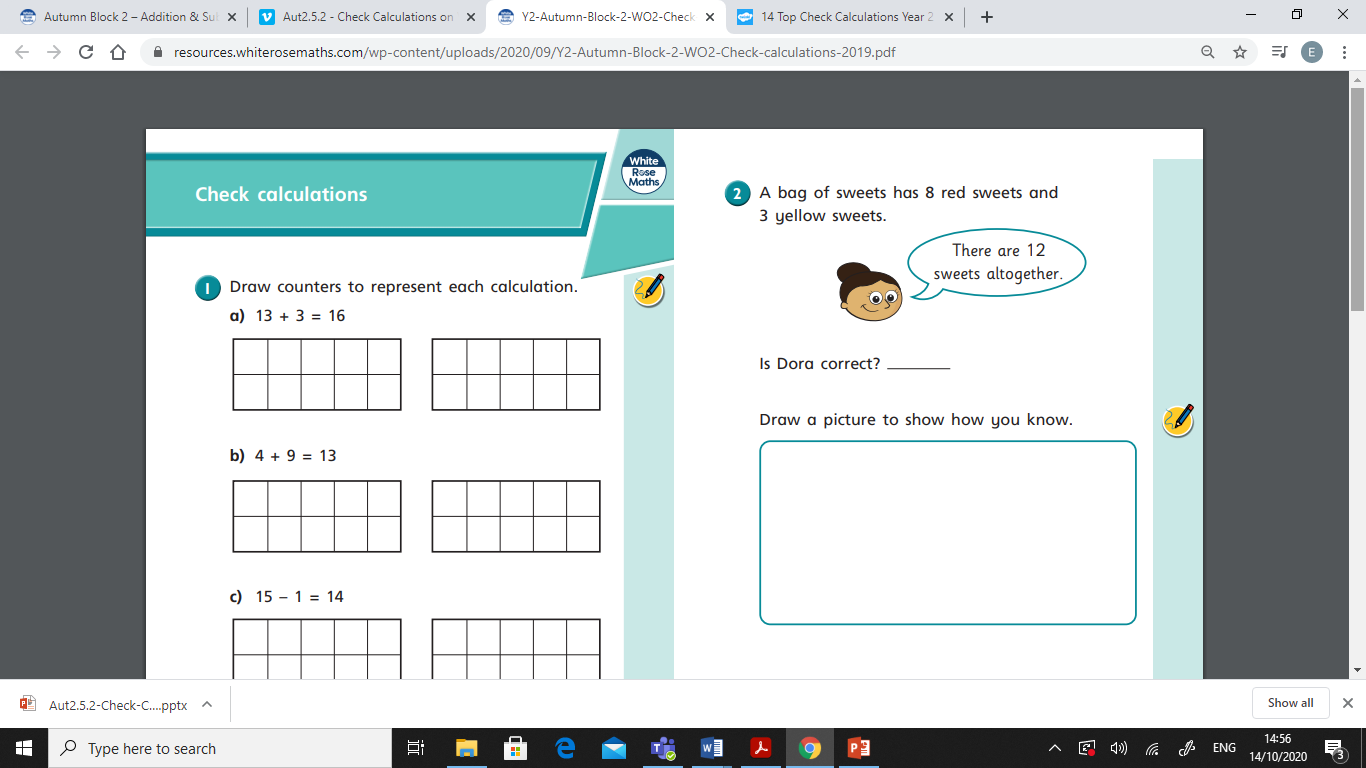 Autumn Block 2 – Addition & Su
Aut2.5.2 - Check Calculations on
Y2-Autumn-Block-2-WO2-Check
14 Top Check Calculations Year 2
resources.whiterosemaths.com/wp-content/uploads/2020/09/Y2-Autumn-Block-2-WO2-Check-calculations-2019.pdf
E
Check calculations
White
Rose
Maths
1 Draw counters to represent each calculation.
a) 13 + 3 = 16
b) 4 + 9 = 13
c) 15 – 1 = 14
2 A bag of sweets has 8 red sweets and
3 yellow sweets.
There are 12
sweets altogether.
Is Dora correct? ________
Draw a picture to show how you know.
Aut2.5.2-Check-C....pptx
Show all
Type here to search
ENG
14:56
14/10/2020
3